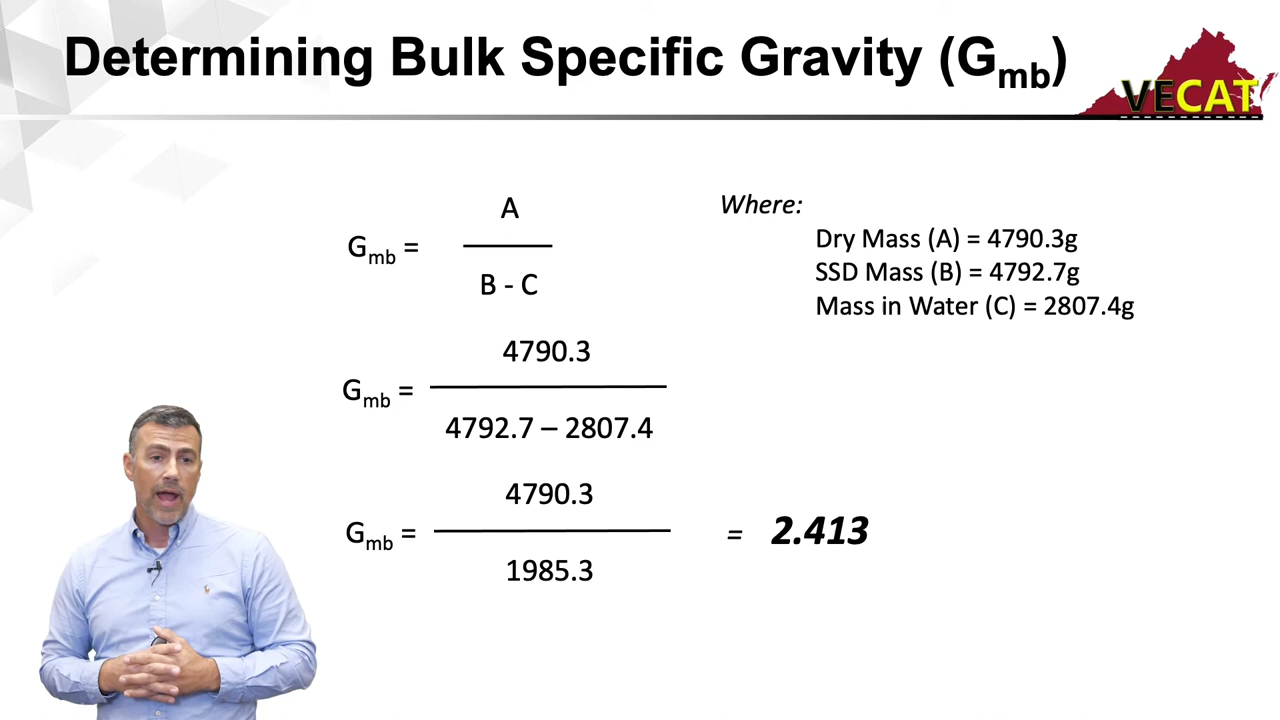 Determining Bulk Specific Gravity (Gmb)
VECAT
Gmb =
A
B - C
Where:
Dry Mass (A) = 4790.3g
SSD Mass (B) = 4792.7g
Mass in Water (C) = 2807.4g
Gmb =
4790.3
4792.7 – 2807.4
Gmb =
4790.3
1985.3
= 2.413